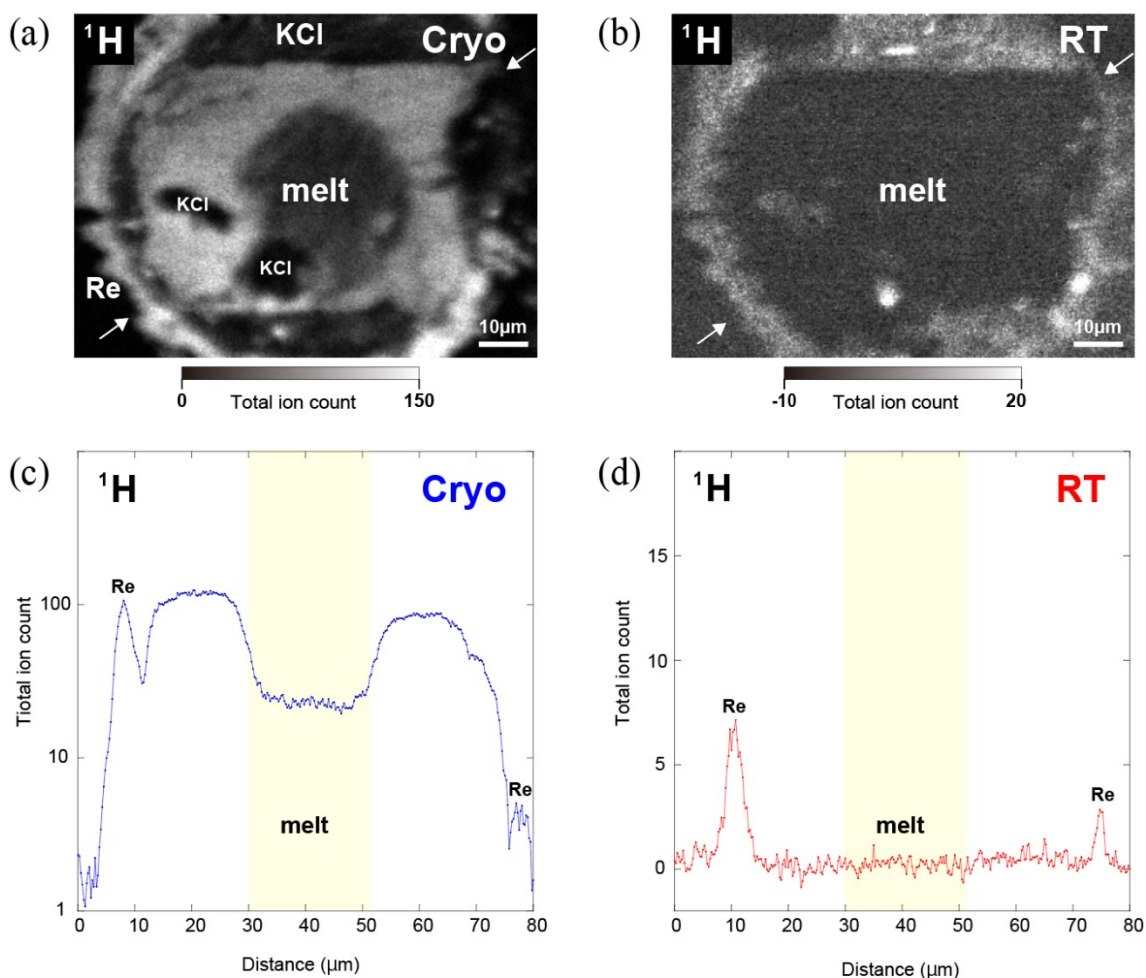 (a)
¹H
KCl
Cryo
melt
KCl
KCl
Re
10µm
0
Total ion count
150
(b)
¹H
RT
melt
10µm
-10
Total ion count
20
(c)
¹H
Cryo
Re
100
10
1
Tiotal ion count
melt
Re
0 10 20 30 40 50 60 70 80
Distance (µm)
(d)
¹H
RT
15
10
5
0
Total ion count
Re
melt
Re
0 10 20 30 40 50 60 70 80
Distance (µm)